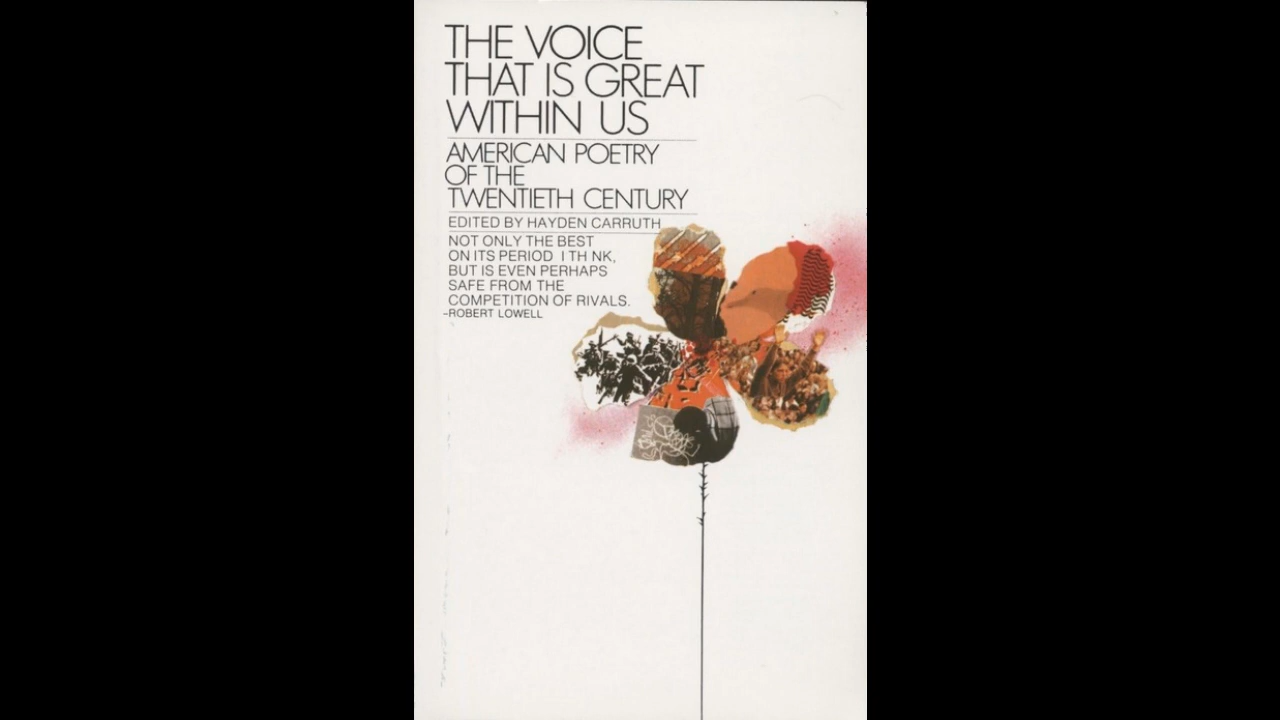 THE VOICE
THAT IS GREAT
WITHIN US
AMERICAN POETRY
OF THE
TWENTIETH CENTURY
EDITED BY HAYDEN CARRUTH
NOT ONLY THE BEST
ON ITS PERIOD I TH NK,
BUT IS EVEN PERHAPS
SAFE FROM THE
COMPETITION OF RIVALS.
-ROBERT LOWELL